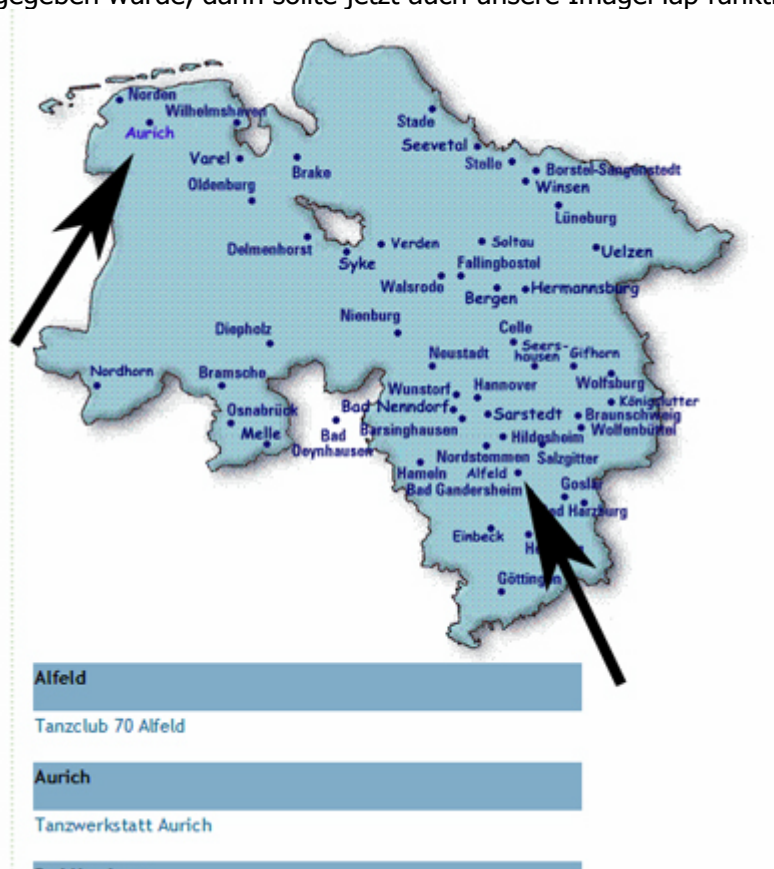 gegeben wurde, dann sollte jetzt auch unsere ImageMap
Norden
Wilhelmshaven
Aurich
Stade
Seevetal
Varel
Stelle
Borstel-Sangenstedt
Brake
Oldenburg
Winsen
Lüneburg
Delmenhorst
Verden
Soltau
Uelzen
Syke
Fallingbostel
Walsrode
Bergen
Hermannsburg
Nienburg
Diepholz
Celle
Seers-
hausen
Gifhorn
Neustadt
Nordhorn
Bramsche
Wunstorf
Hannover
Wolfsburg
Osnabrück
Bad Nenndorf
Sarstedt
Königslutter
Braunschweig
Melle
Bad
Oeynhausen
Barsinghausen
Hildesheim
Wolfenbüttel
Nordstemmen
Salzgitter
Hameln
Alfeld
Bad Gandersheim
Goslar
Harzburg
Einbeck
Göttingen
Alfeld
Tanzclub 70 Alfeld
Aurich
Tanzwerkstatt Aurich